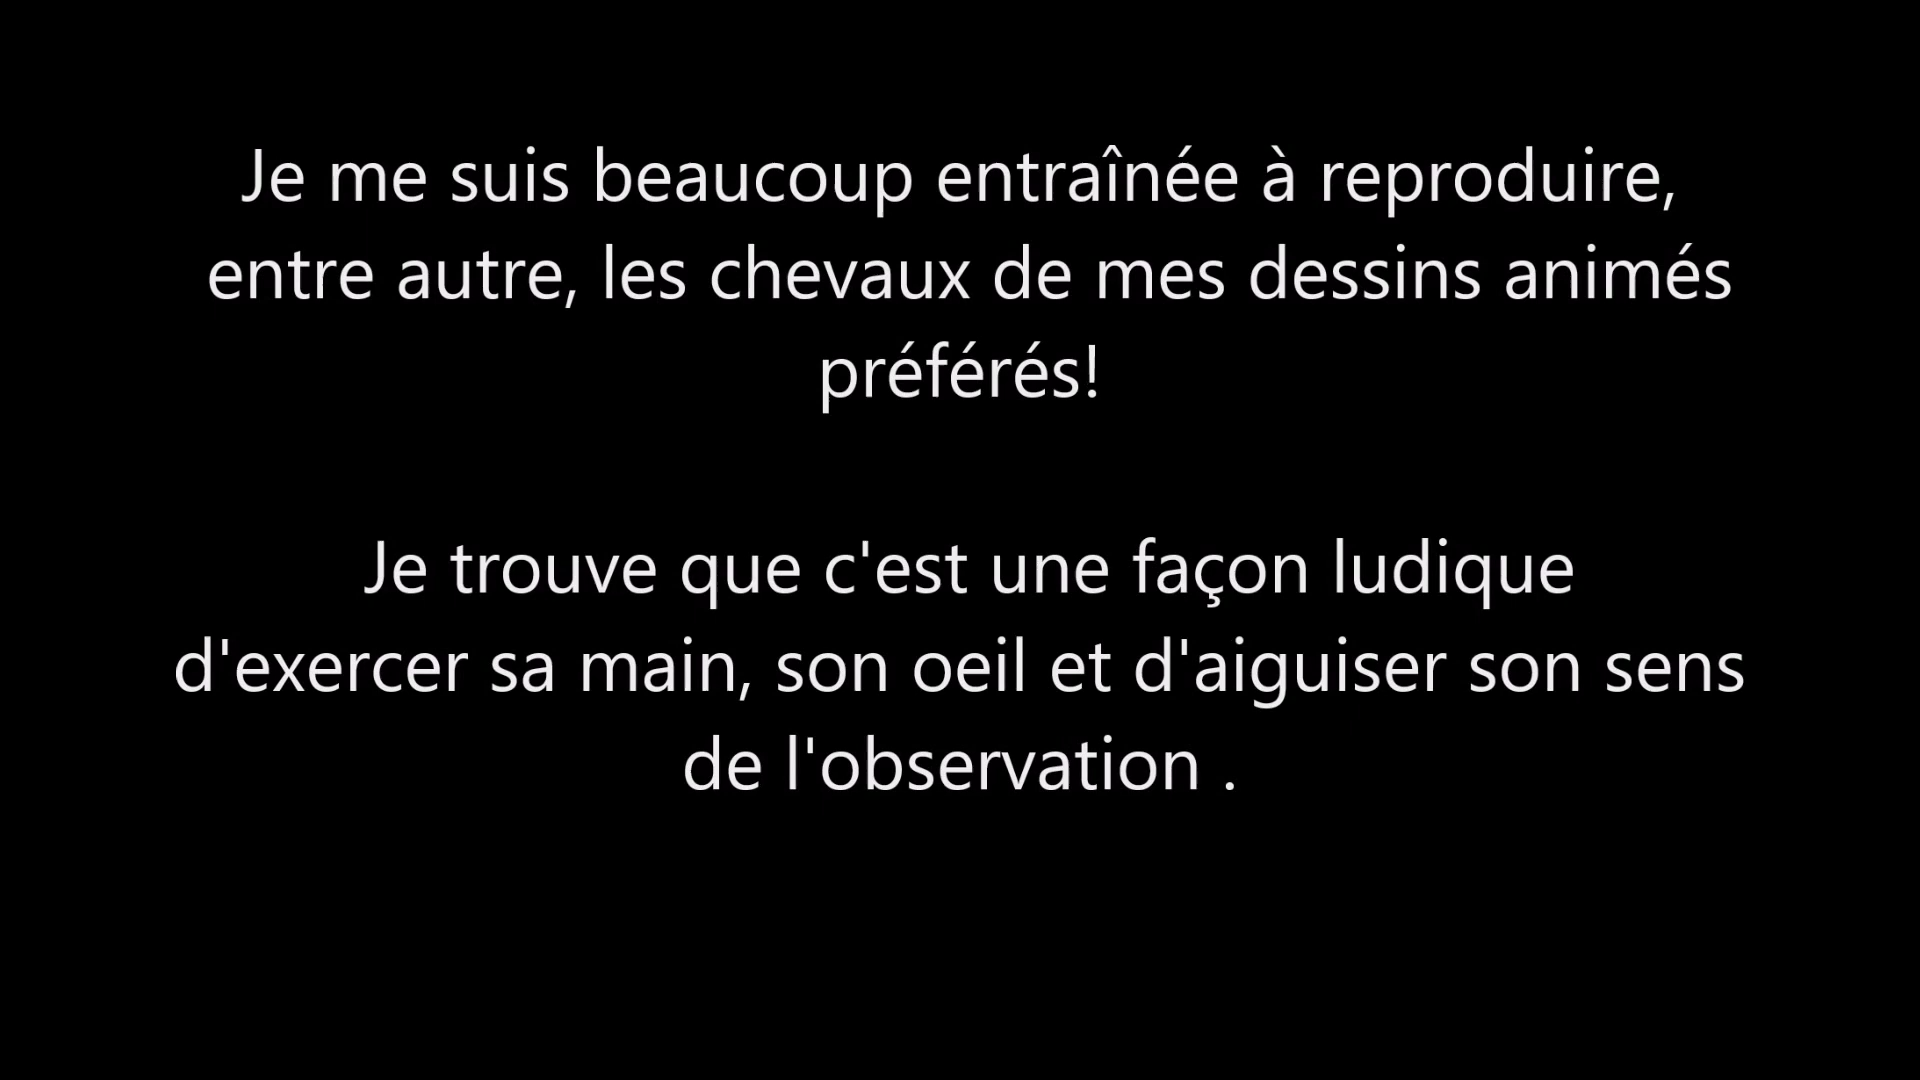 Je me suis beaucoup entraînée à reproduire,
entre autre, les chevaux de mes dessins animés
préférés!
Je trouve que c'est une façon ludique
d'exercer sa main, son oeil et d'aiguiser son sens
de l'observation .